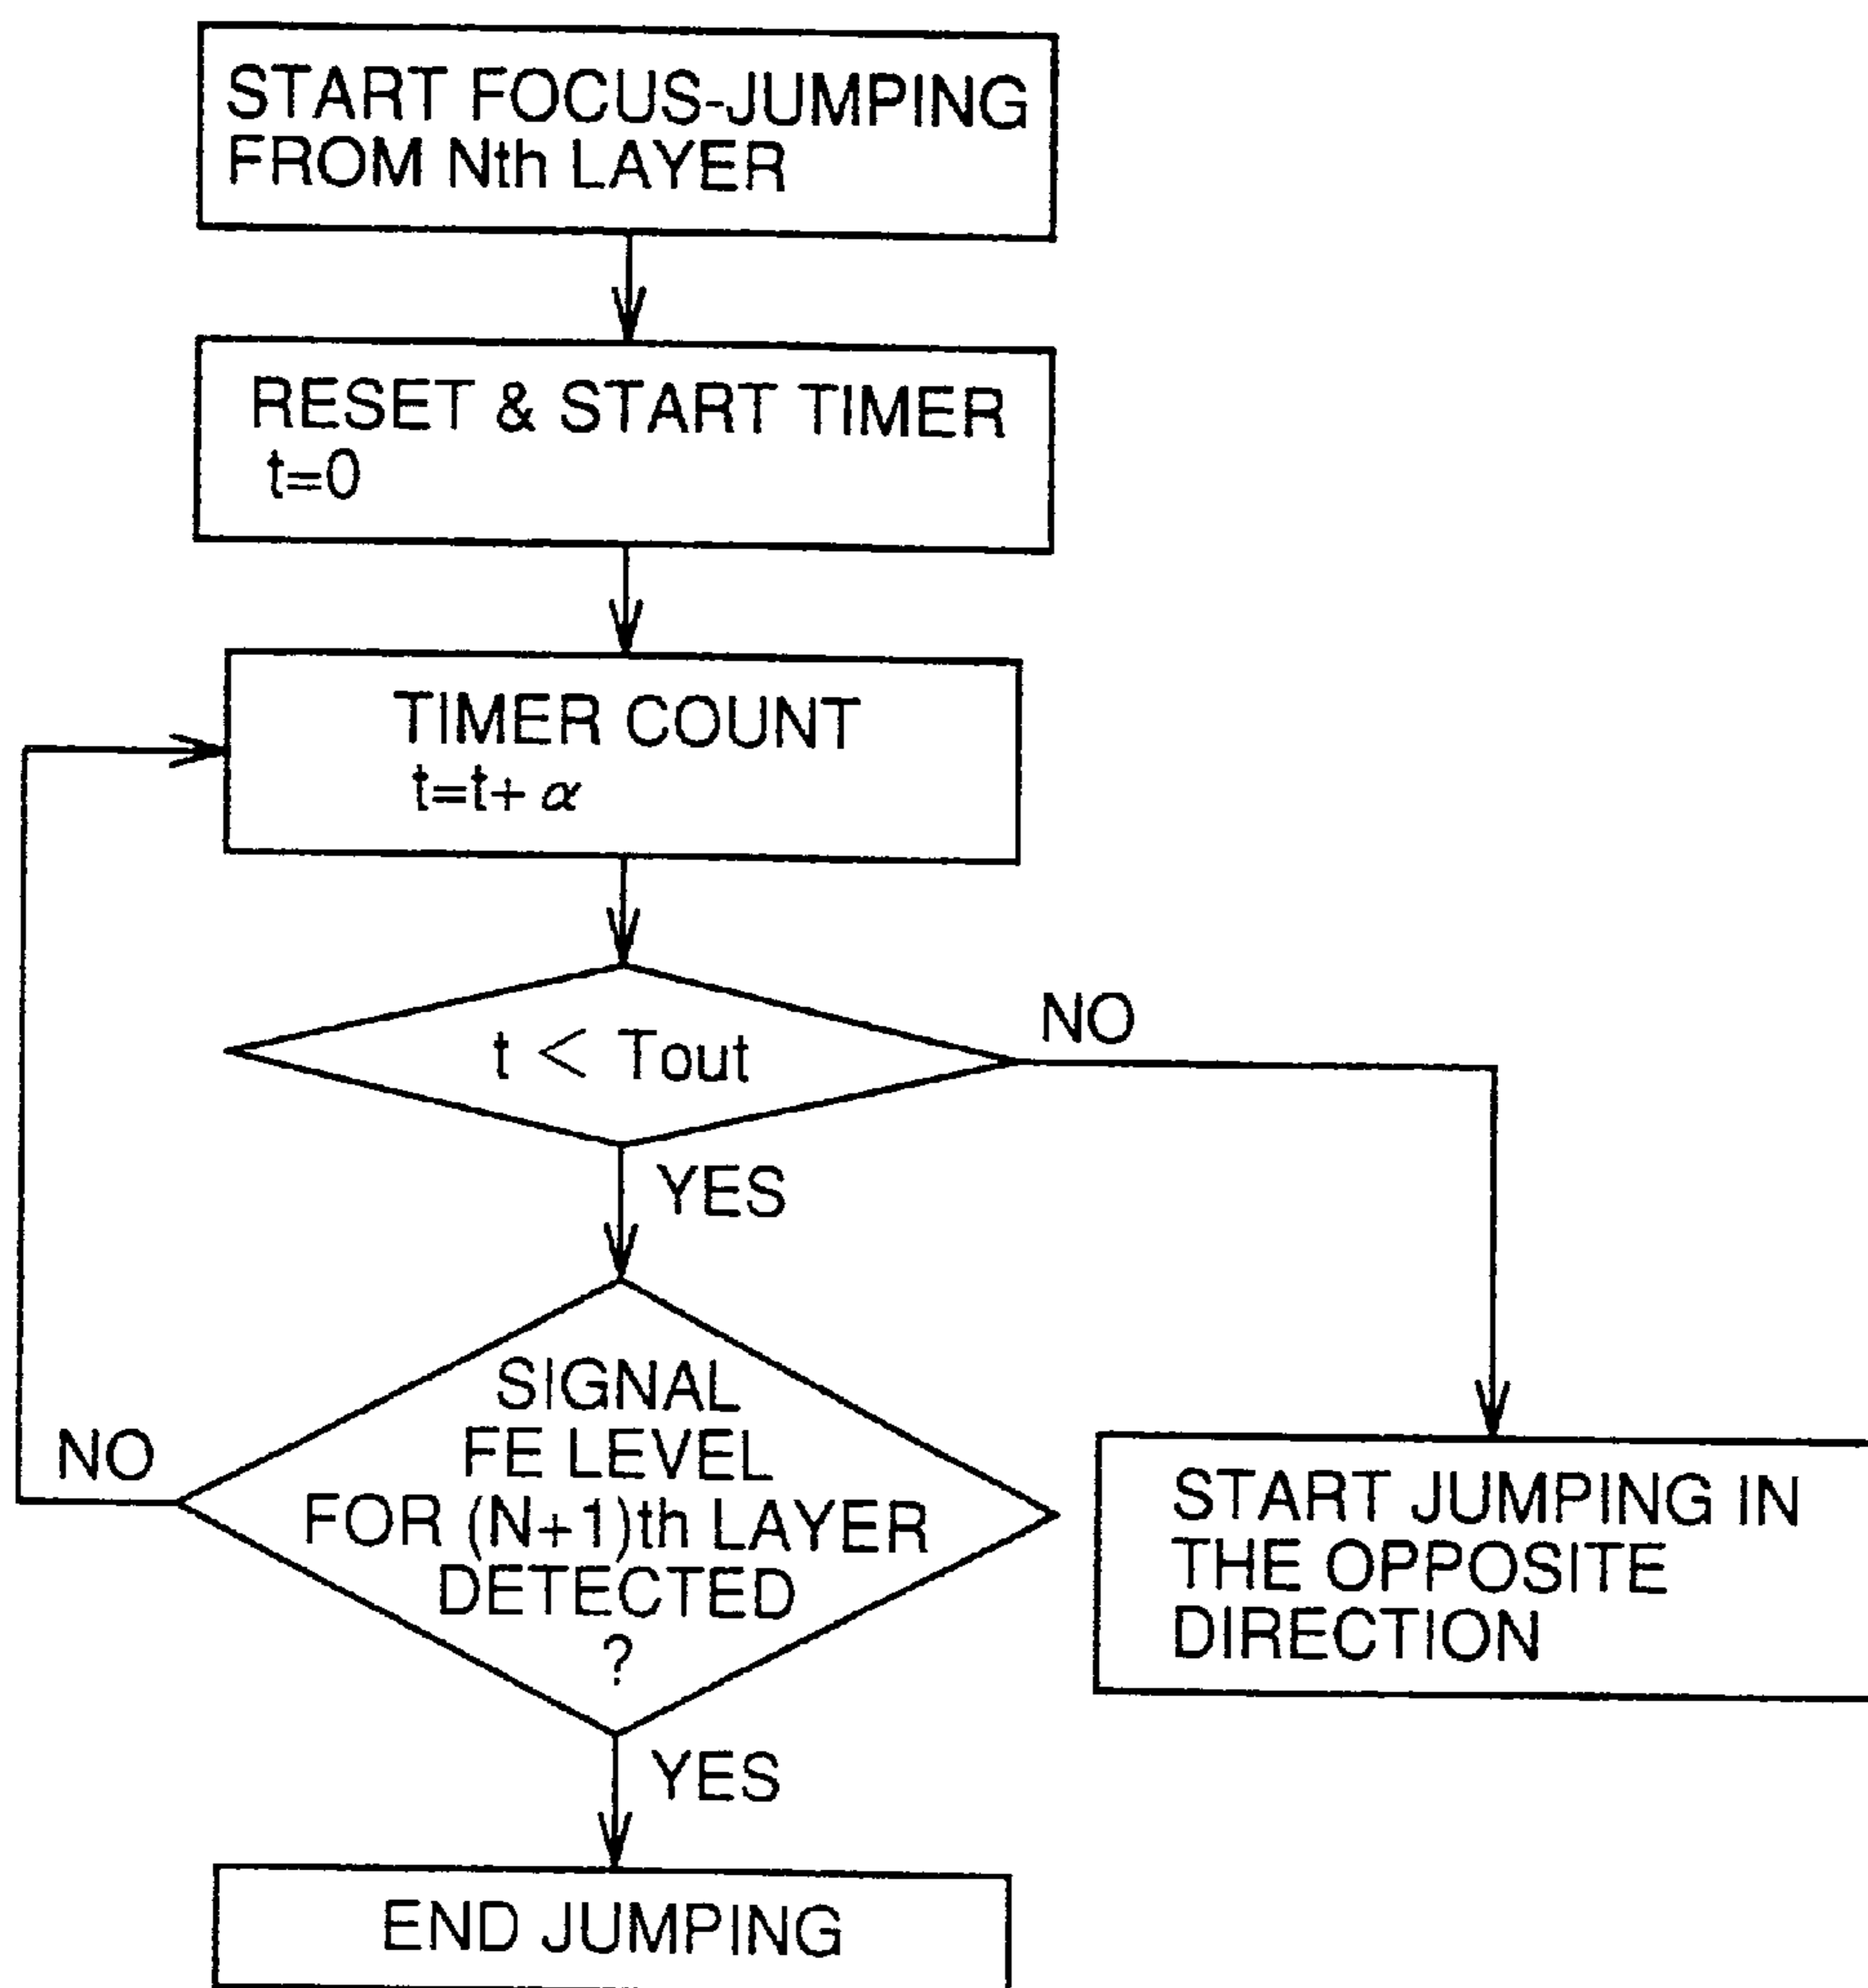 START FOCUS-JUMPING
FROM Nth LAYER
RESET & START TIMER
t=0
TIMER COUNT
t=t+α
t < Tout
NO
YES
SIGNAL
FE LEVEL
FOR (N+1)th LAYER
DETECTED
?
NO
YES
START JUMPING IN
THE OPPOSITE
DIRECTION
END JUMPING